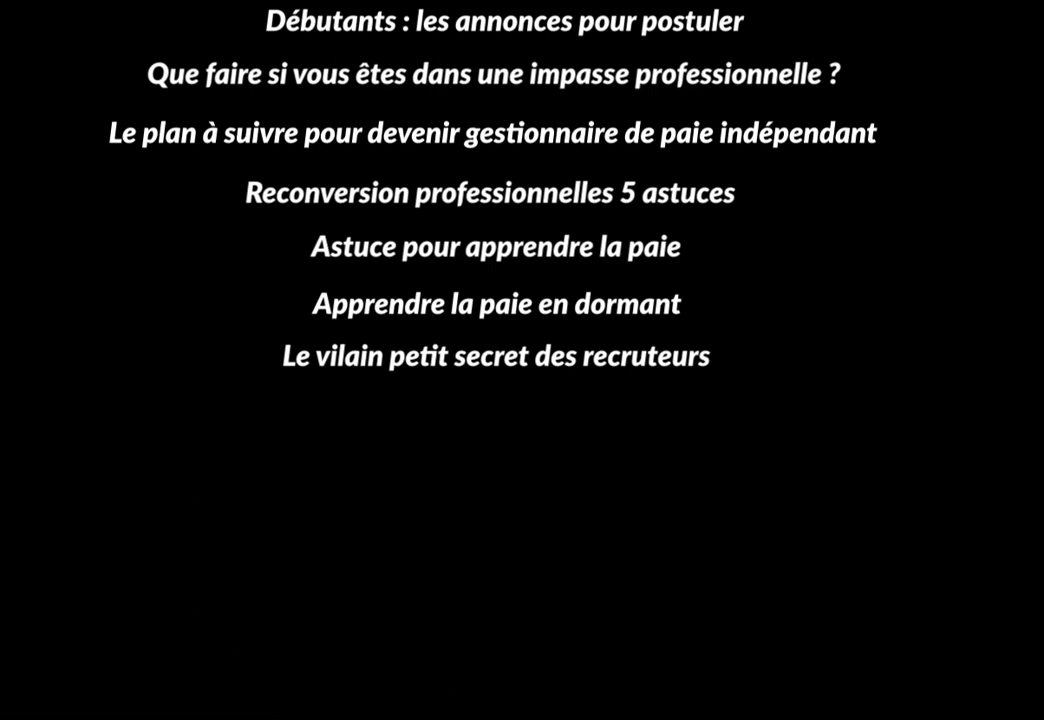 Débutants : les annonces pour postuler
Que faire si vous êtes dans une impasse professionnelle ?
Le plan à suivre pour devenir gestionnaire de paie indépendant
Reconversion professionnelles 5 astuces
Astuce pour apprendre la paie
Apprendre la paie en dormant
Le vilain petit secret des recruteurs